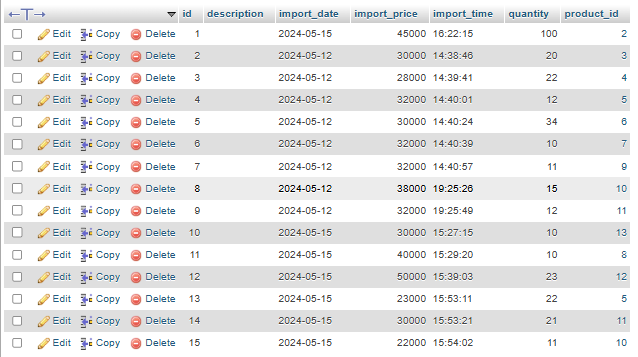 ←T→ id description import_date import_price import_time quantity product_id
Edit Copy Delete 1 2024-05-15 45000 16:22:15 100 2
Edit Copy Delete 2 2024-05-12 30000 14:38:46 20 3
Edit Copy Delete 3 2024-05-12 28000 14:39:41 22 4
Edit Copy Delete 4 2024-05-12 32000 14:40:01 12 5
Edit Copy Delete 5 2024-05-12 30000 14:40:24 34 6
Edit Copy Delete 6 2024-05-12 32000 14:40:39 10 7
Edit Copy Delete 7 2024-05-12 32000 14:40:57 11 9
Edit Copy Delete 8 2024-05-12 38000 19:25:26 15 10
Edit Copy Delete 9 2024-05-12 32000 19:25:49 12 11
Edit Copy Delete 10 2024-05-15 30000 15:27:15 10 13
Edit Copy Delete 11 2024-05-15 40000 15:29:20 10 8
Edit Copy Delete 12 2024-05-15 50000 15:39:03 23 12
Edit Copy Delete 13 2024-05-15 23000 15:53:11 22 5
Edit Copy Delete 14 2024-05-15 30000 15:53:21 21 11
Edit Copy Delete 15 2024-05-15 22000 15:54:02 11 10